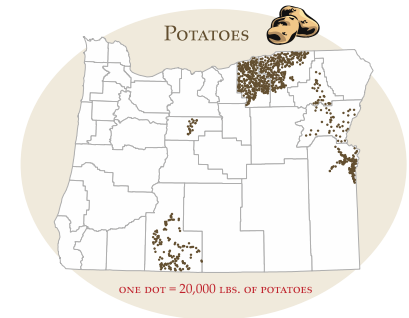 Potatoes
one dot = 20,000 lbs. of potatoes